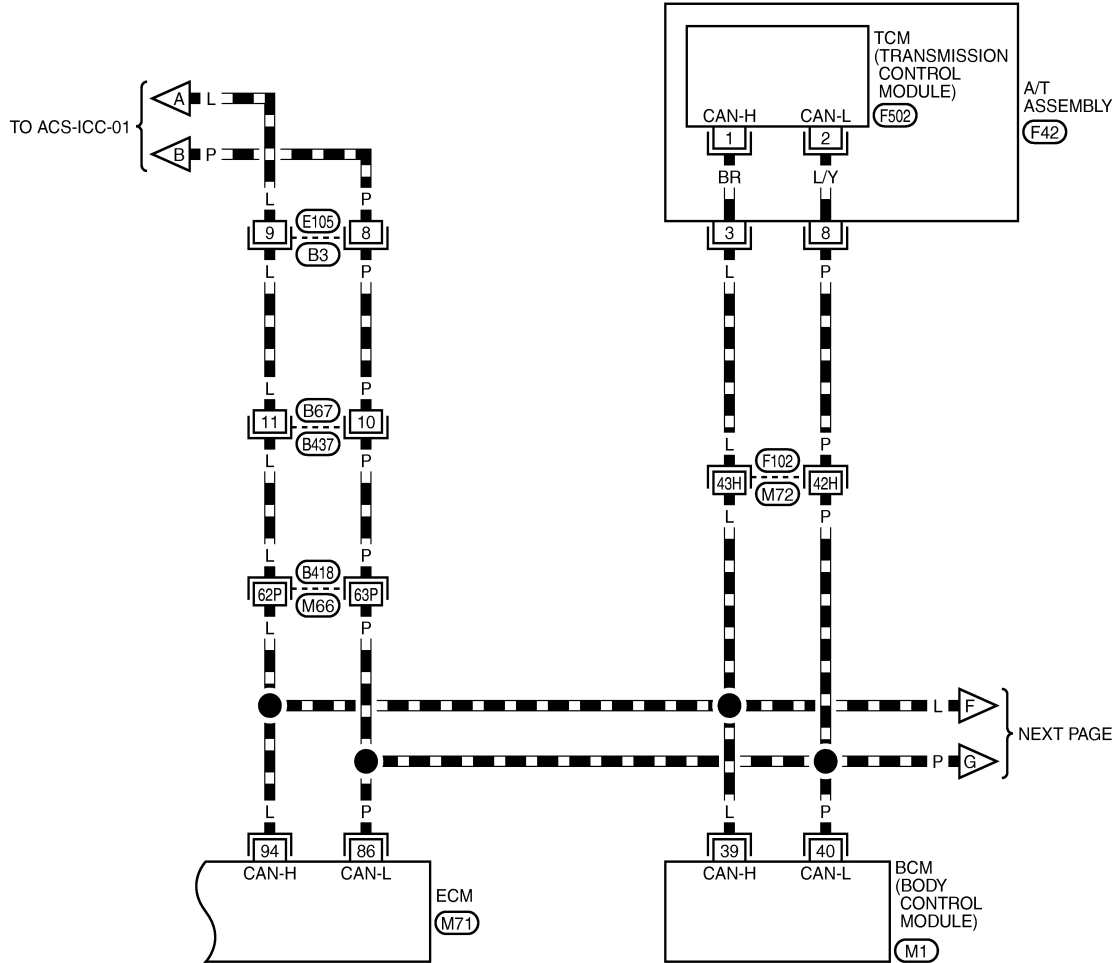 TCM
(TRANSMISSION
CONTROL
MODULE)
F502
A/T
ASSEMBLY
F42
CAN-H CAN-L
1 2
BR L/Y
3 8
L P
TO ACS-ICC-01
A L
B P
L P
9 E105 8
B3
L P
L P
11 B67 10
B437
L P
L P
62P B418 63P
M66
L P
L P
43H F102 42H
M72
L P
L F
P G
NEXT PAGE
L P L P
94 86 39 40
CAN-H CAN-L
ECM
M71
CAN-H CAN-L
BCM
(BODY
CONTROL
MODULE)
M1